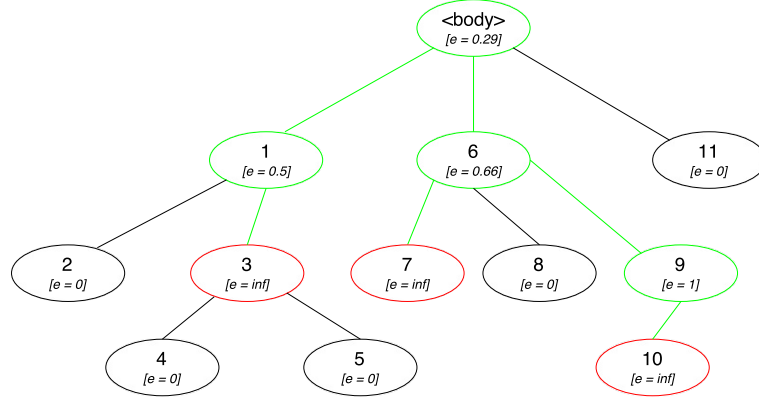 <body>
[e = 0.29]
1
[e = 0.5]
6
[e = 0.66]
11
[e = 0]
2
[e = 0]
3
[e = inf]
7
[e = inf]
8
[e = 0]
9
[e = 1]
4
[e = 0]
5
[e = 0]
10
[e = inf]